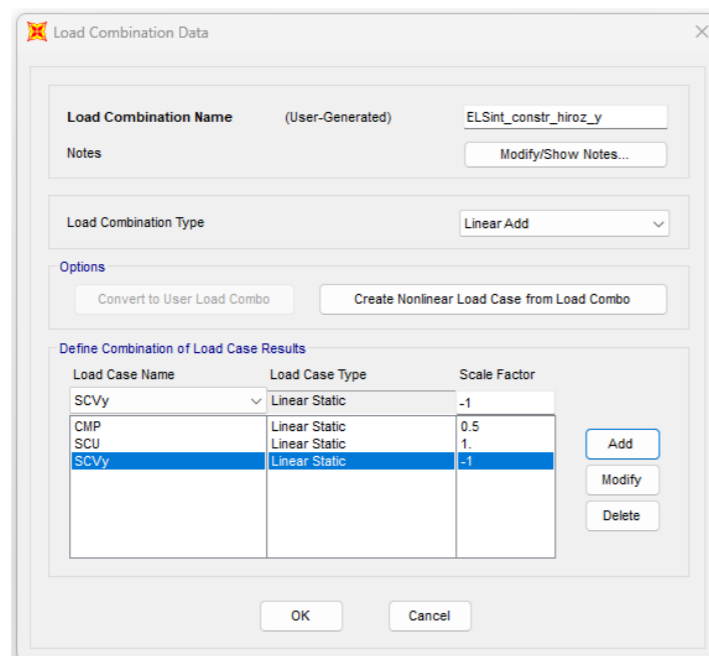 Load Combination Data
Load Combination Name (User-Generated) ELSint_constr_hiroz_y
Notes Modify/Show Notes...
Load Combination Type Linear Add
Options
Convert to User Load Combo Create Nonlinear Load Case from Load Combo
Define Combination of Load Case Results
Load Case Name Load Case Type Scale Factor
SCVy Linear Static -1
CMP Linear Static 0.5
SCU Linear Static 1.
SCVy Linear Static -1
Add
Modify
Delete
OK Cancel